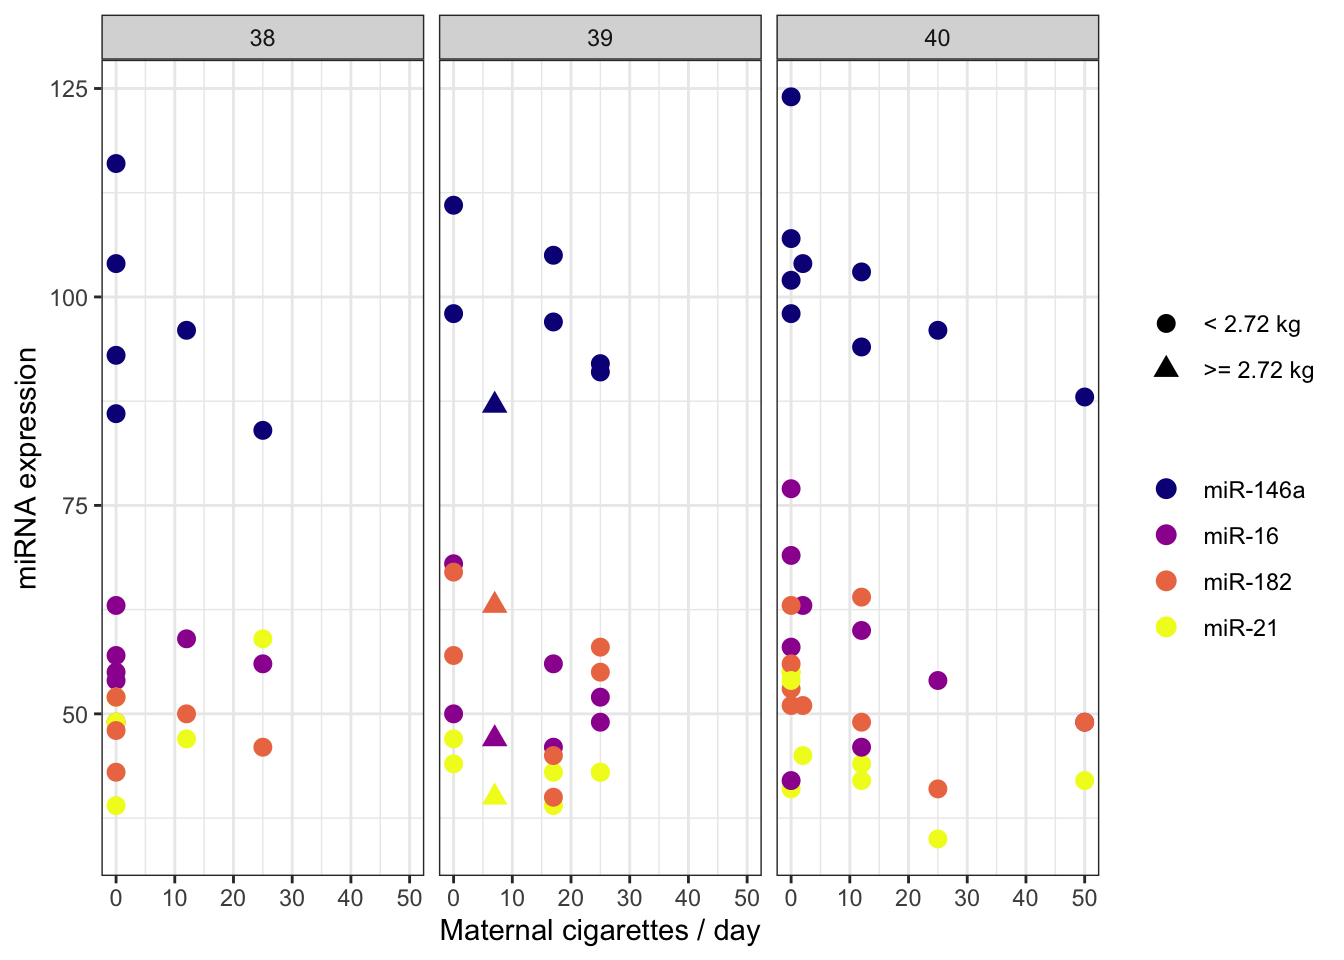 38 39 40
125
100
75
50
miRNA expression
0 10 20 30 40 50 0 10 20 30 40 50 0 10 20 30 40 50
Maternal cigarettes / day
< 2.72 kg
>= 2.72 kg
miR-146a
miR-16
miR-182
miR-21